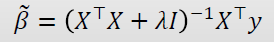 β̃ = (X⊤X + λI)⁻¹X⊤y